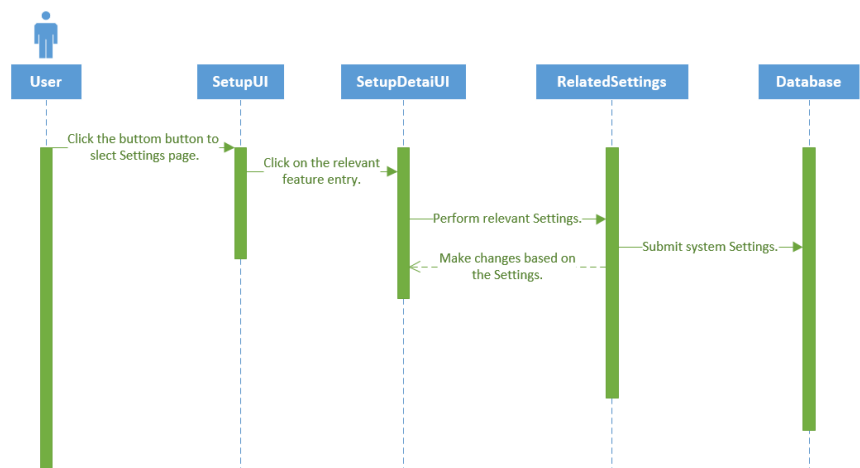 User
SetupUI
SetupDetaiUI
RelatedSettings
Database
Click the buttom button to
slect Settings page.
Click on the relevant
feature entry.
Perform relevant Settings.
Submit system Settings.
Make changes based on
the Settings.